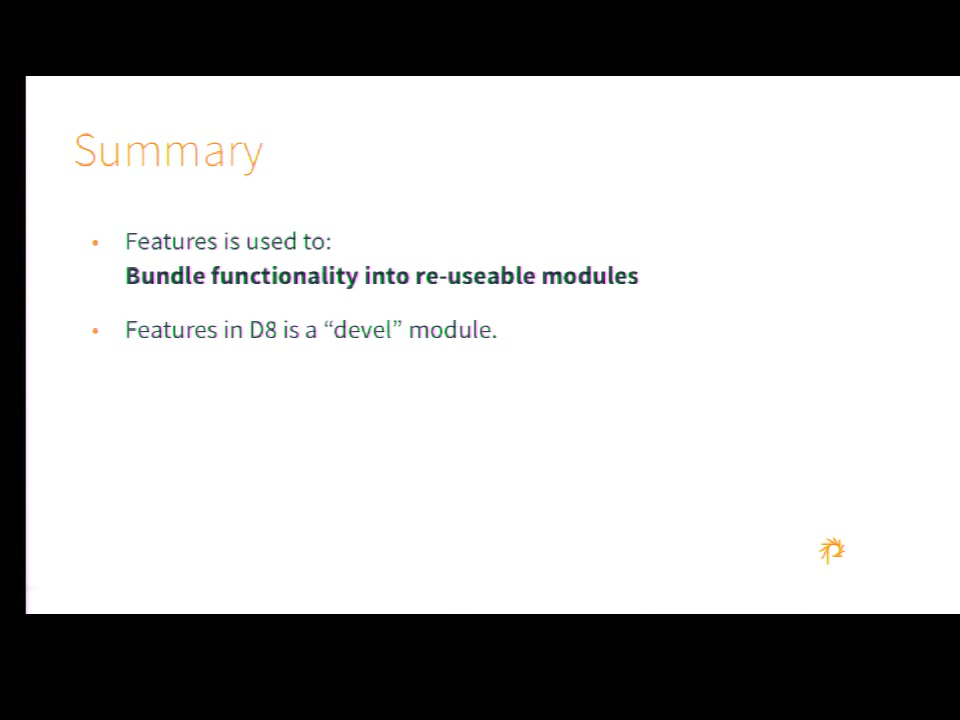 Summary
• Features is used to:
Bundle functionality into re-useable modules
• Features in D8 is a “devel” module.